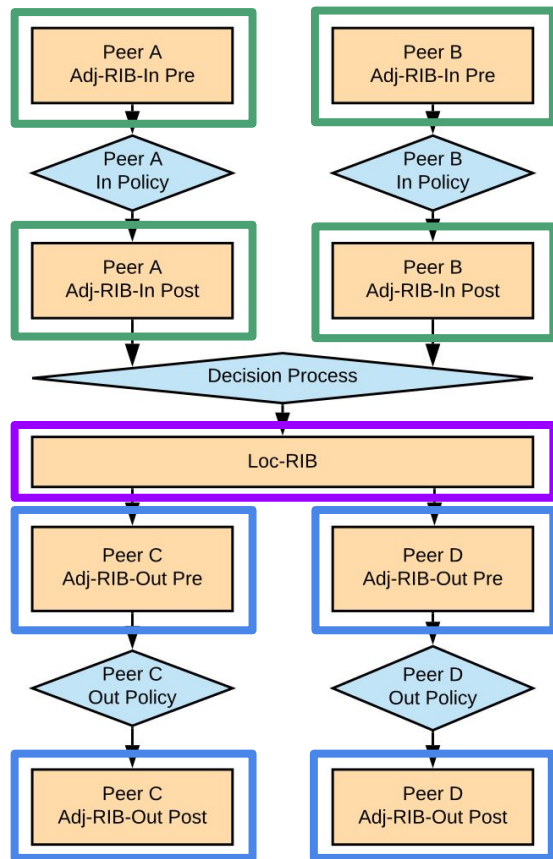 Peer A
Adj-RIB-In Pre
Peer B
Adj-RIB-In Pre
Peer A
In Policy
Peer B
In Policy
Peer A
Adj-RIB-In Post
Peer B
Adj-RIB-In Post
Decision Process
Loc-RIB
Peer C
Adj-RIB-Out Pre
Peer D
Adj-RIB-Out Pre
Peer C
Out Policy
Peer D
Out Policy
Peer C
Adj-RIB-Out Post
Peer D
Adj-RIB-Out Post